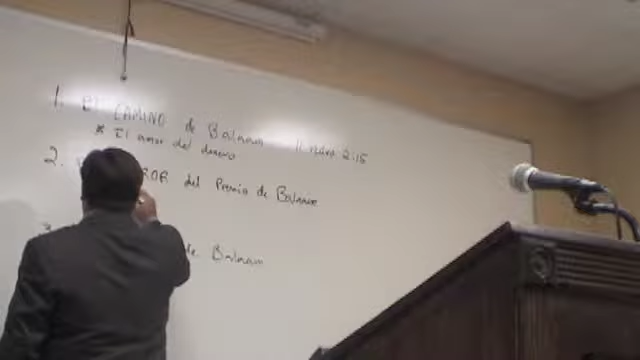 1. EL CAMINO de Balaam II Pedro 2:15
* El amor del dinero
2. ROR del Premio de Balaam
de Balaam